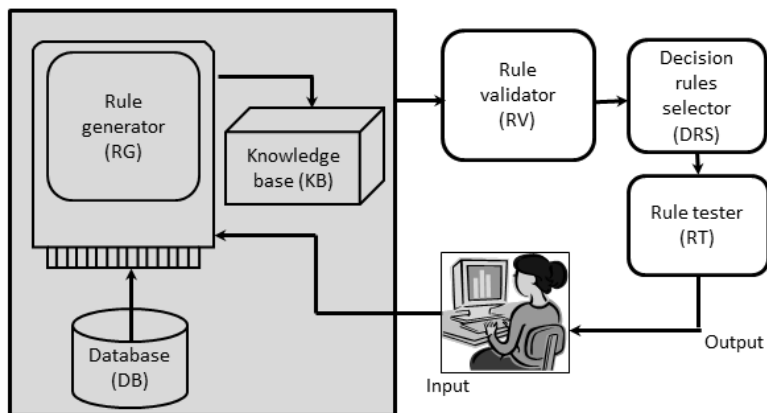 Rule
generator
(RG)
Knowledge
base (KB)
Database
(DB)
Rule
validator
(RV)
Decision
rules
selector
(DRS)
Rule tester
(RT)
Input
Output